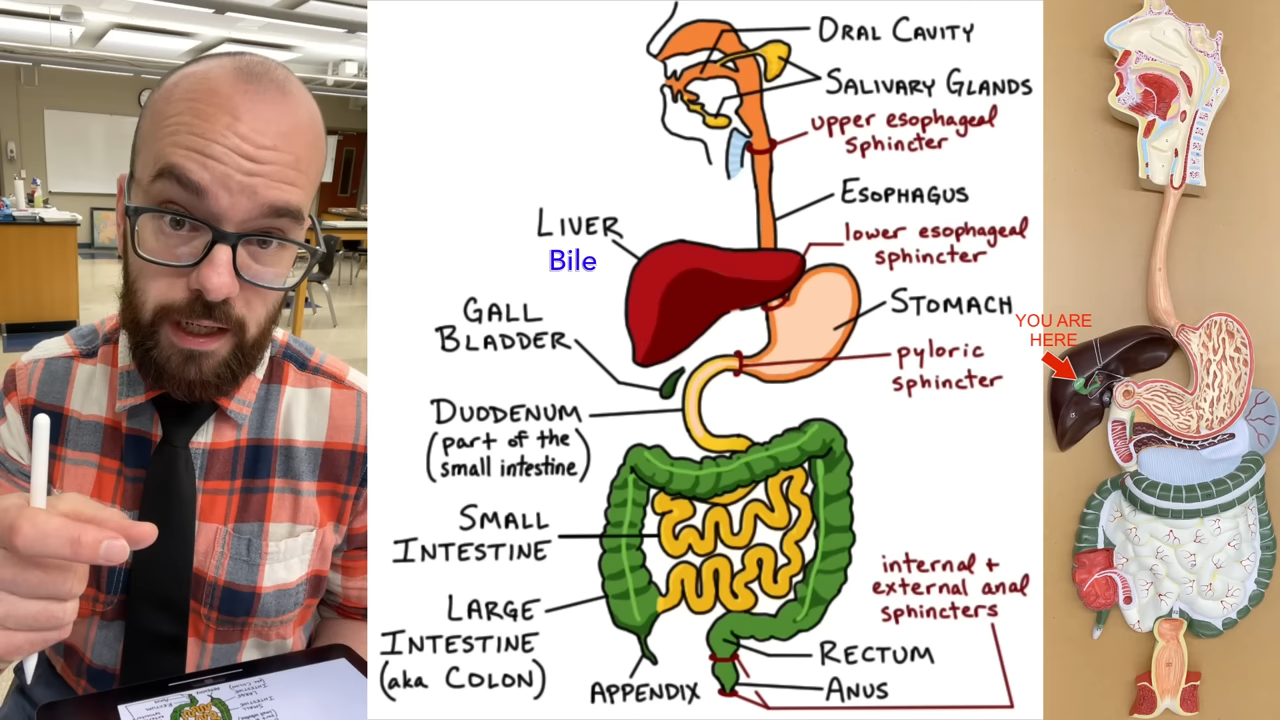 ORAL CAVITY
SALIVARY GLANDS
upper esophageal
sphincter
ESOPHAGUS
LIVER
Bile
lower esophageal
sphincter
GALL
BLADDER
STOMACH
YOU ARE
HERE
pyloric
sphincter
DUODENUM
(part of the
small intestine)
SMALL
INTESTINE
internal +
external anal
sphincters
LARGE
INTESTINE
(aka COLON)
APPENDIX
RECTUM
ANUS